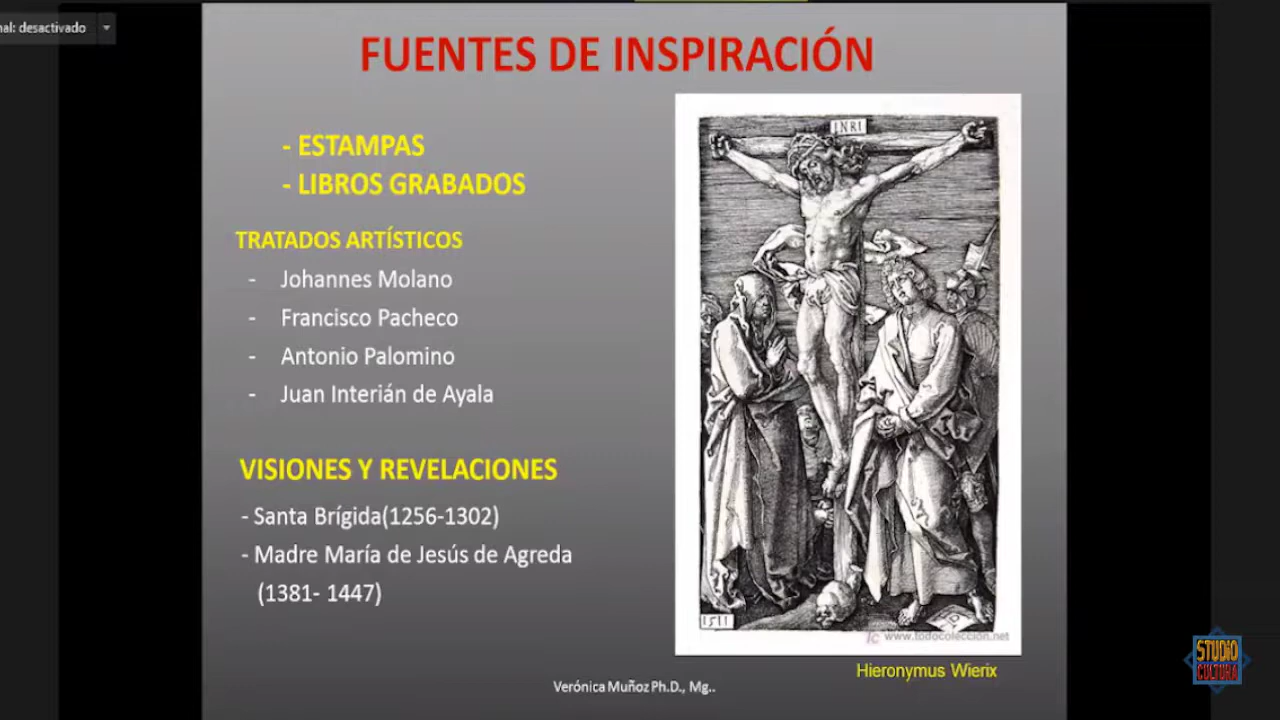 nal: desactivado
FUENTES DE INSPIRACIÓN
- ESTAMPAS
- LIBROS GRABADOS
TRATADOS ARTÍSTICOS
- Johannes Molano
- Francisco Pacheco
- Antonio Palomino
- Juan Interián de Ayala
VISIONES Y REVELACIONES
- Santa Brígida(1256-1302)
- Madre María de Jesús de Agreda
(1381- 1447)
INRI
1511
tc www.todocoleccion.net
Hieronymus Wierix
Verónica Muñoz Ph.D., Mg..
STUDIO
CULTURA